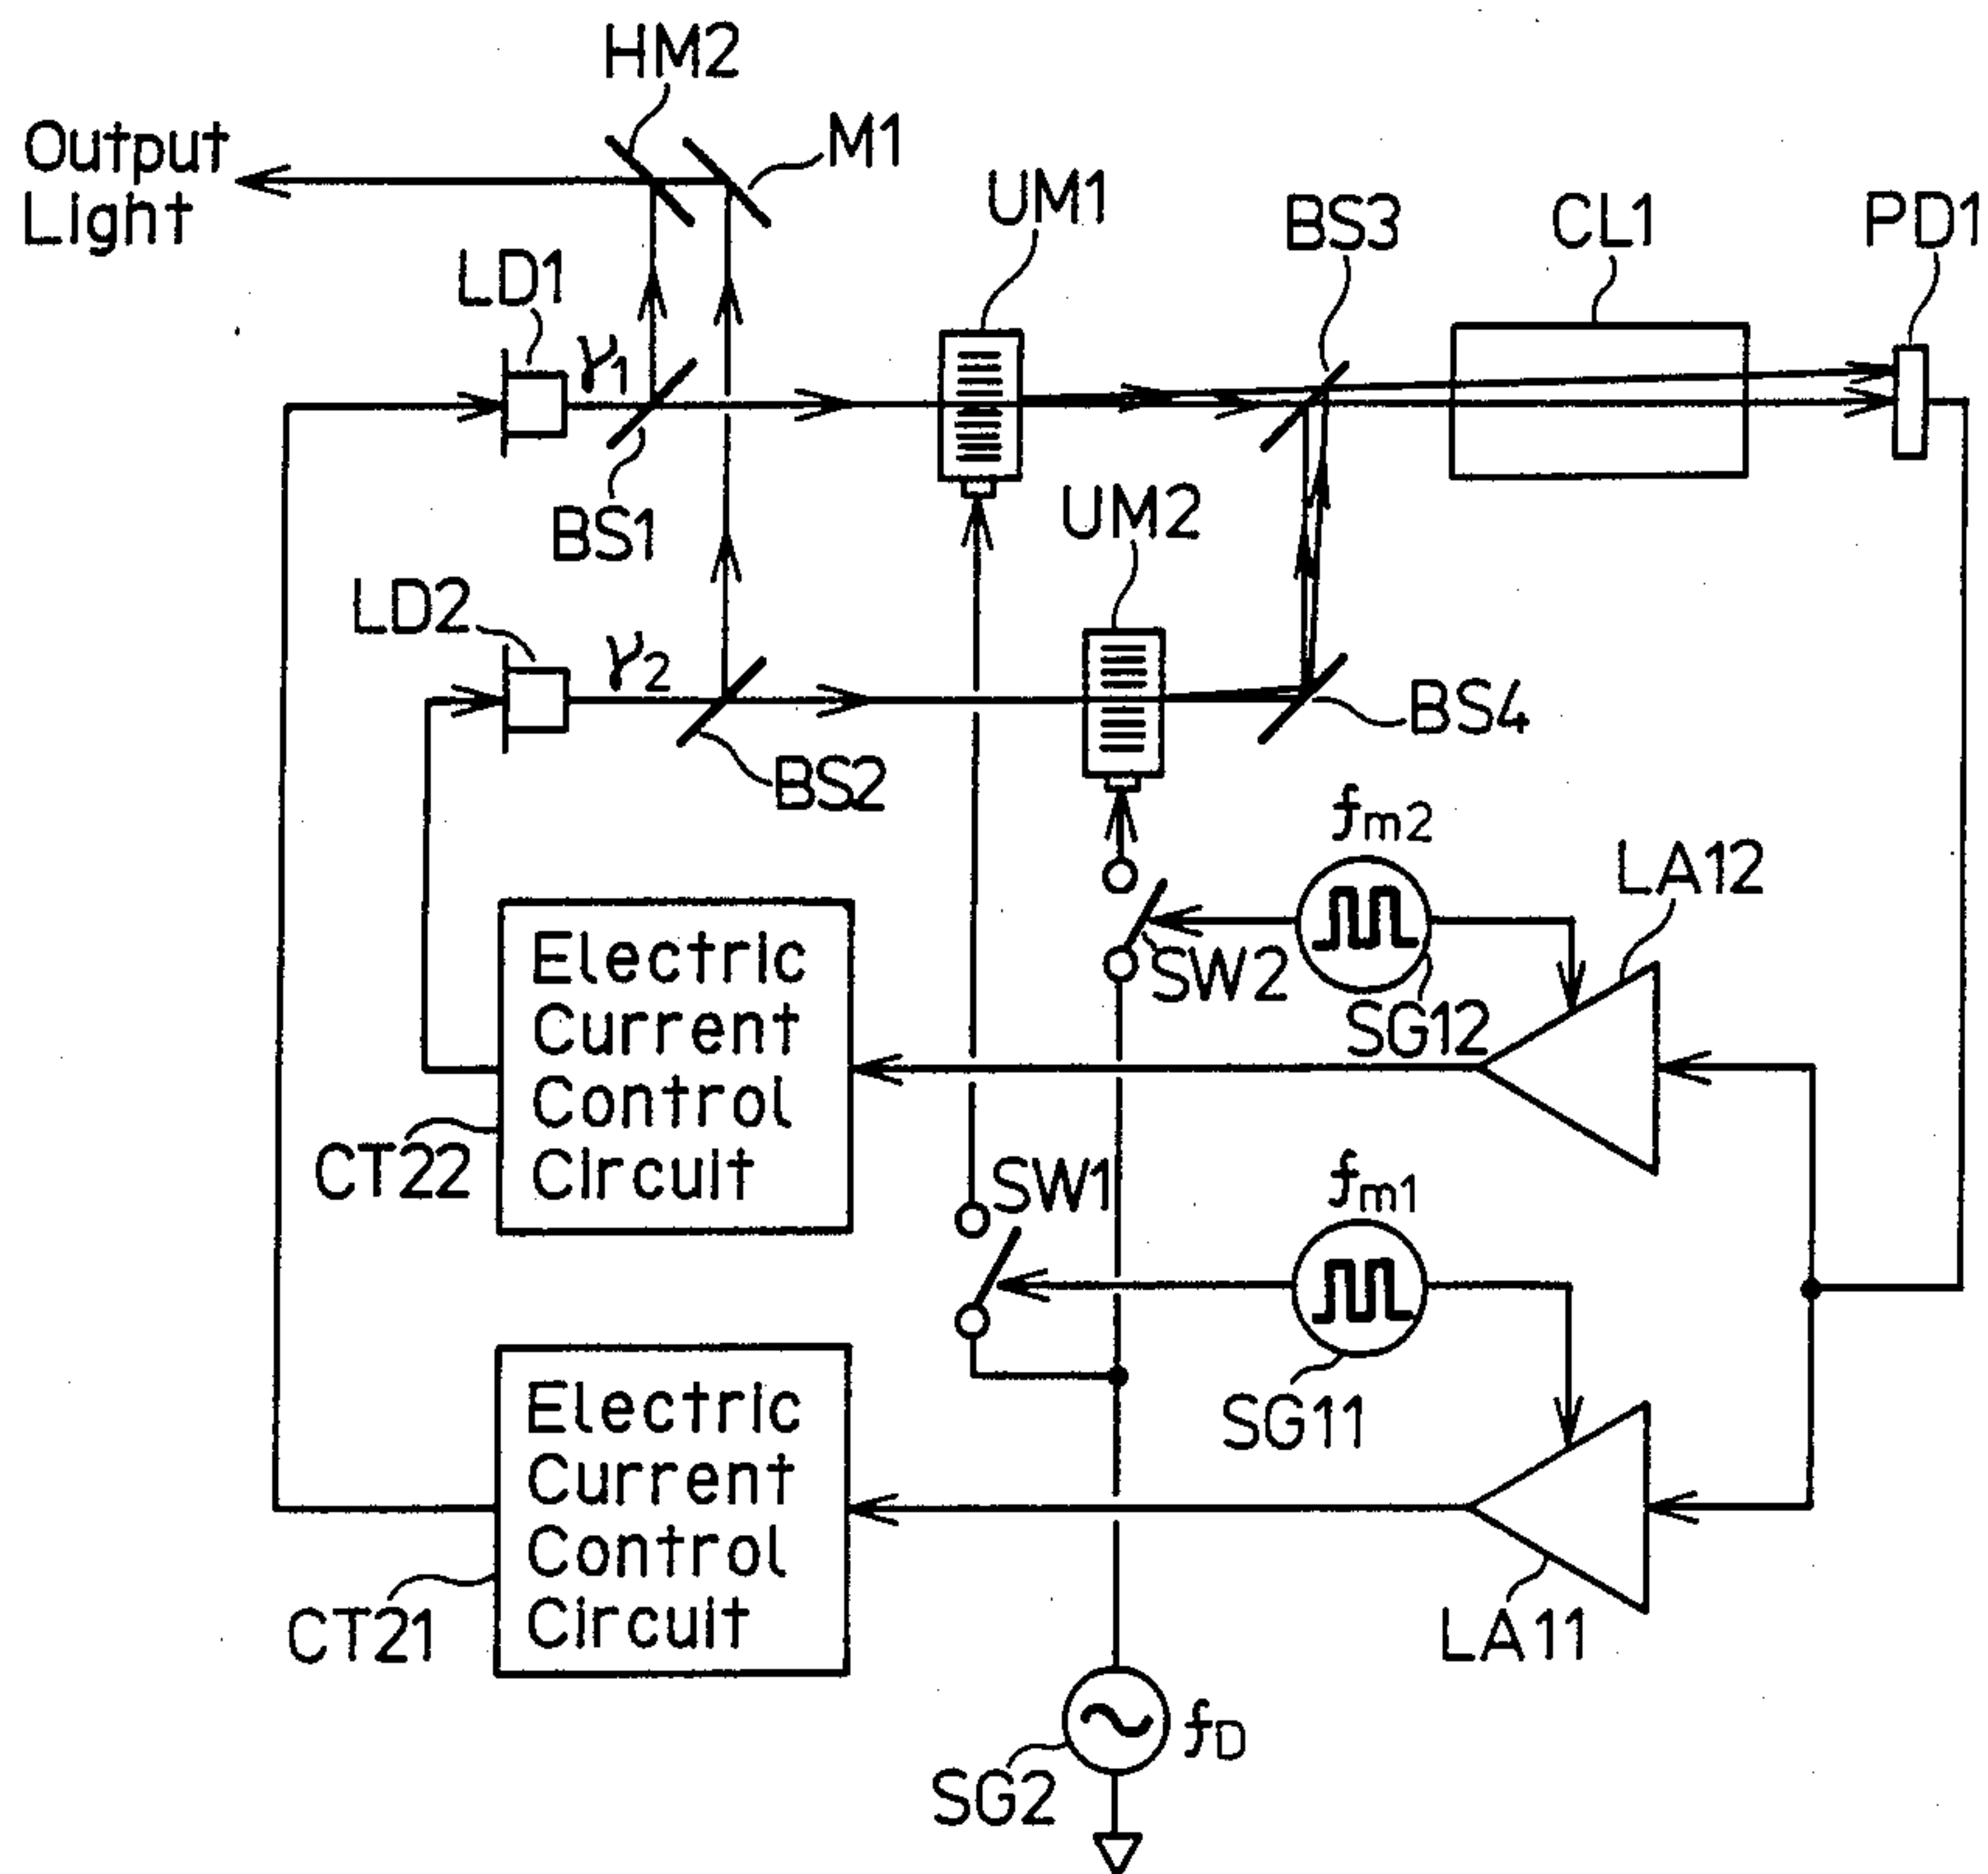 HM2
Output
Light
M1
UM1
BS3
CL1
PD1
LD1
γ1
BS1
UM2
LD2
γ2
BS4
BS2
fm2
LA12
Electric
Current
Control
Circuit
SW2
SG12
CT22
SW1
fm1
Electric
Current
Control
Circuit
SG11
CT21
LA11
fD
SG2